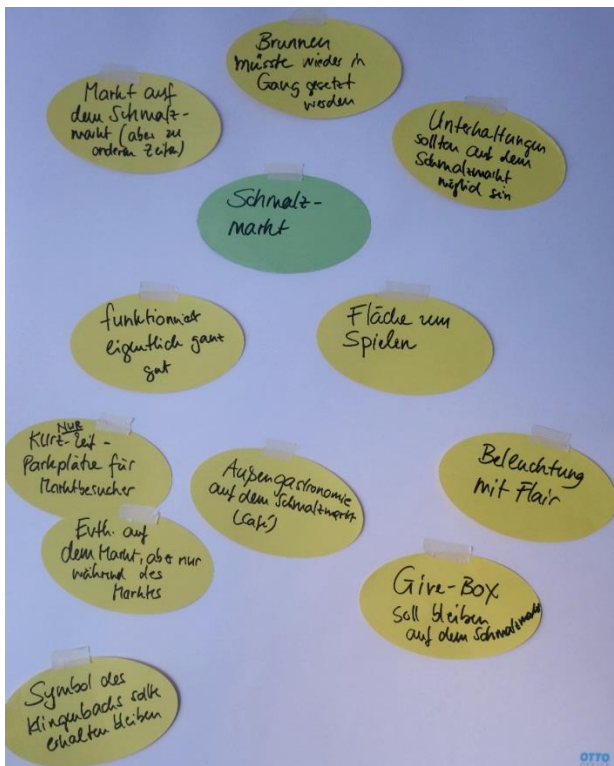 Brunnen
müsste wieder in
Gang gesetzt
werden
Markt auf
dem Schmalz-
markt (aber zu
anderen Zeiten)
Unterhaltungen
sollten auf dem
Schmalzmarkt
möglich sein
Schmalz-
markt
funktioniert
eigentlich ganz
gut
Fläche zum
Spielen
NUR
Kurz-Zeit-
Parkplätze für
Marktbesucher
Außengastronomie
auf dem Schmalzmarkt
(Café)
Beleuchtung
mit Flair
Evtl. auf
dem Markt, aber nur
während des
Marktes
Give-Box
soll bleiben
auf dem Schmalzmarkt
Symbol des
Klingenbachs sollte
erhalten bleiben
OTTO